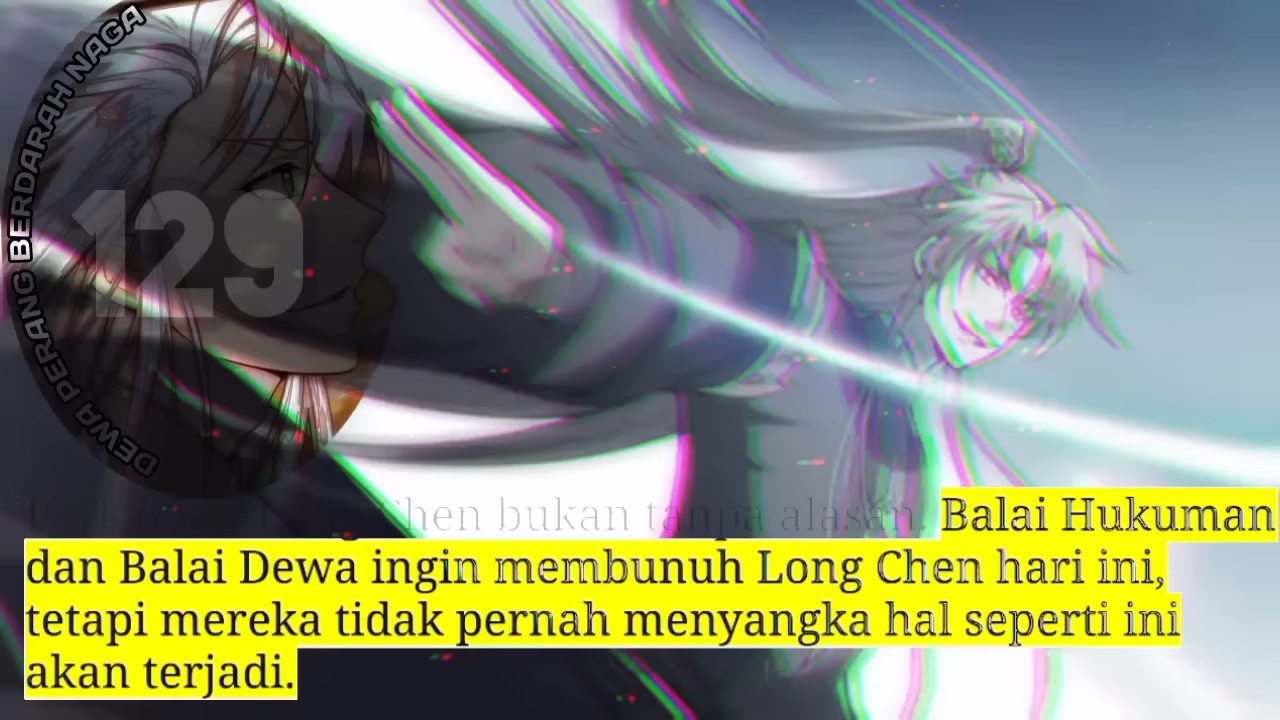 DEWA PERANG BERDARAH NAGA
129
Chen bukan tanpa alasan. Balai Hukuman
dan Balai Dewa ingin membunuh Long Chen hari ini,
tetapi mereka tidak pernah menyangka hal seperti ini
akan terjadi.